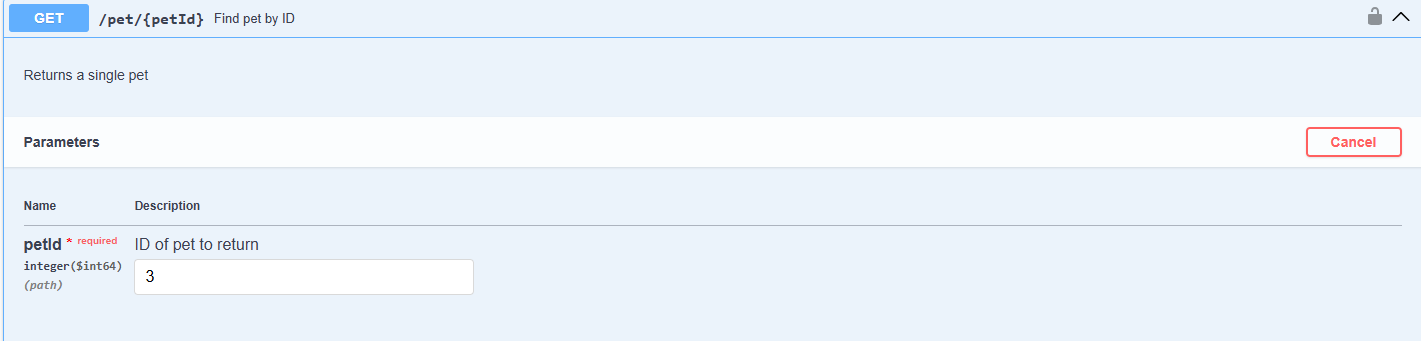 GET /pet/{petId} Find pet by ID
Returns a single pet
Parameters Cancel
Name Description
petId * required ID of pet to return
integer($int64)
3
(path)